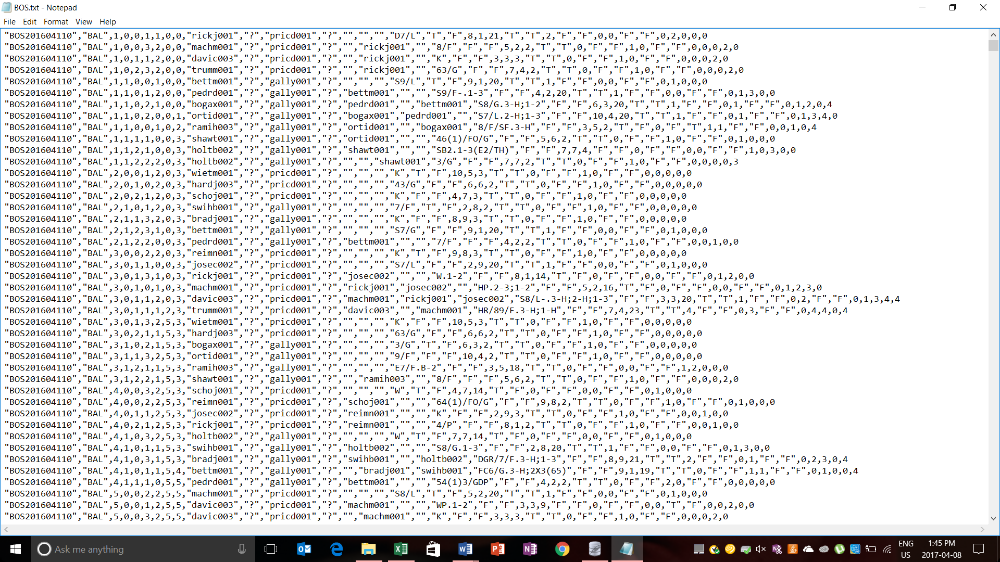 BOS.txt - Notepad
File Edit Format View Help
"BOS201604110","BAL",1,0,0,1,1,0,0,"rickj001","?","pricd001","?","","","","D7/L","T","F",8,1,21,"T","T",2,"F","F",0,0,"F","F",0,2,0,0,0
"BOS201604110","BAL",1,0,0,3,2,0,0,"machm001","?","pricd001","?","","rickj001","","8/F","F","F",5,2,2,"T","T",0,"F","F",1,0,"F","F",0,0,0,2,0
"BOS201604110","BAL",1,0,1,1,2,0,0,"davic003","?","pricd001","?","","rickj001","","K","F","F",3,3,3,"T","T",0,"F","F",1,0,"F","F",0,0,0,2,0
"BOS201604110","BAL",1,0,2,3,2,0,0,"trumm001","?","pricd001","?","","rickj001","","63/G","F","F",7,4,2,"T","T",0,"F","F",1,0,"F","F",0,0,0,2,0
"BOS201604110","BAL",1,1,0,0,1,0,0,"bettm001","?","gally001","?","","","","S9/L","T","F",9,1,20,"T","T",1,"F","F",0,0,"F","F",0,1,0,0,0
"BOS201604110","BAL",1,1,0,1,2,0,0,"pedrd001","?","gally001","?","bettm001","","","S9/F-.1-3","F","F",4,2,20,"T","T",1,"F","F",0,0,"F","F",0,1,3,0,0
"BOS201604110","BAL",1,1,0,2,1,0,0,"bogax001","?","gally001","?","pedrd001","","bettm001","S8/G.3-H;1-2","F","F",6,3,20,"T","T",1,"F","F",0,1,"F","F",0,1,2,0,4
"BOS201604110","BAL",1,1,0,2,0,0,1,"ortid001","?","gally001","?","bogax001","pedrd001","","S7/L.2-H;1-3","F","F",10,4,20,"T","T",1,"F","F",0,1,"F","F",0,1,3,4,0
"BOS201604110","BAL",1,1,0,0,1,0,2,"ramih003","?","gally001","?","ortid001","","bogax001","8/F/SF.3-H","F","F",3,5,2,"T","F",0,"F","T",1,1,"F","F",0,0,1,0,4
"BOS201604110","BAL",1,1,1,1,0,0,3,"shawt001","?","gally001","?","ortid001","","","46(1)/FO/G","F","F",5,6,2,"T","T",0,"F","F",1,0,"F","F",0,1,0,0,0
"BOS201604110","BAL",1,1,2,1,0,0,3,"holtb002","?","gally001","?","shawt001","","","SB2.1-3(E2/TH)","F","F",7,7,4,"F","F",0,"F","F",0,0,"F","F",1,0,3,0,0
"BOS201604110","BAL",1,1,2,2,2,0,3,"holtb002","?","gally001","?","","","shawt001","3/G","F","F",7,7,2,"T","T",0,"F","F",1,0,"F","F",0,0,0,0,3
"BOS201604110","BAL",2,0,0,1,2,0,3,"wietm001","?","pricd001","?","","","","K","T","F",10,5,3,"T","T",0,"F","F",1,0,"F","F",0,0,0,0,0
"BOS201604110","BAL",2,0,1,0,2,0,3,"hardj003","?","pricd001","?","","","","43/G","F","F",6,6,2,"T","T",0,"F","F",1,0,"F","F",0,0,0,0,0
"BOS201604110","BAL",2,0,2,1,2,0,3,"schoj001","?","pricd001","?","","","","K","F","F",4,7,3,"T","T",0,"F","F",1,0,"F","F",0,0,0,0,0
"BOS201604110","BAL",2,1,0,1,2,0,3,"swihb001","?","gally001","?","","","","7/F","T","F",2,8,2,"T","T",0,"F","F",1,0,"F","F",0,0,0,0,0
"BOS201604110","BAL",2,1,1,3,2,0,3,"bradj001","?","gally001","?","","","","K","F","F",8,9,3,"T","T",0,"F","F",1,0,"F","F",0,0,0,0,0
"BOS201604110","BAL",2,1,2,3,1,0,3,"bettm001","?","gally001","?","","","","S7/G","F","F",9,1,20,"T","T",1,"F","F",0,0,"F","F",0,1,0,0,0
"BOS201604110","BAL",2,1,2,2,0,0,3,"pedrd001","?","gally001","?","bettm001","","","7/F","F","F",4,2,2,"T","T",0,"F","F",1,0,"F","F",0,0,1,0,0
"BOS201604110","BAL",3,0,0,2,2,0,3,"reimn001","?","pricd001","?","","","","K","T","F",9,8,3,"T","T",0,"F","F",1,0,"F","F",0,0,0,0,0
"BOS201604110","BAL",3,0,1,1,0,0,3,"josec002","?","pricd001","?","","","","S7/L","F","F",2,9,20,"T","T",1,"F","F",0,0,"F","F",0,1,0,0,0
"BOS201604110","BAL",3,0,1,3,1,0,3,"rickj001","?","pricd001","?","josec002","","","W.1-2","F","F",8,1,14,"T","F",0,"F","F",0,0,"F","F",0,1,2,0,0
"BOS201604110","BAL",3,0,1,0,1,0,3,"machm001","?","pricd001","?","rickj001","josec002","","HP.2-3;1-2","F","F",5,2,16,"T","F",0,"F","F",0,0,"F","F",0,1,2,3,0
"BOS201604110","BAL",3,0,1,1,2,0,3,"davic003","?","pricd001","?","machm001","rickj001","josec002","S8/L-.3-H;2-H;1-3","F","F",3,3,20,"T","T",1,"F","F",0,2,"F","F",0,1,3,4,4
"BOS201604110","BAL",3,0,1,1,1,2,3,"trumm001","?","pricd001","?","davic003","","machm001","HR/89/F.3-H;1-H","F","F",7,4,23,"T","T",4,"F","F",0,3,"F","F",0,4,4,0,4
"BOS201604110","BAL",3,0,1,3,2,5,3,"wietm001","?","pricd001","?","","","","K","F","F",10,5,3,"T","T",0,"F","F",1,0,"F","F",0,0,0,0,0
"BOS201604110","BAL",3,0,2,1,1,5,3,"hardj003","?","pricd001","?","","","","63/G","F","F",6,6,2,"T","T",0,"F","F",1,0,"F","F",0,0,0,0,0
"BOS201604110","BAL",3,1,0,2,1,5,3,"bogax001","?","gally001","?","","","","3/G","T","F",6,3,2,"T","T",0,"F","F",1,0,"F","F",0,0,0,0,0
"BOS201604110","BAL",3,1,1,3,2,5,3,"ortid001","?","gally001","?","","","","9/F","F","F",10,4,2,"T","T",0,"F","F",1,0,"F","F",0,0,0,0,0
"BOS201604110","BAL",3,1,2,1,1,5,3,"ramih003","?","gally001","?","","","","E7/F.B-2","F","F",3,5,18,"T","T",0,"F","F",0,0,"F","F",1,2,0,0,0
"BOS201604110","BAL",3,1,2,2,1,5,3,"shawt001","?","gally001","?","","ramih003","","8/F","F","F",5,6,2,"T","T",0,"F","F",1,0,"F","F",0,0,0,2,0
"BOS201604110","BAL",4,0,0,3,2,5,3,"schoj001","?","pricd001","?","","","","W","T","F",4,7,14,"T","F",0,"F","F",0,0,"F","F",0,1,0,0,0
"BOS201604110","BAL",4,0,0,2,2,5,3,"reimn001","?","pricd001","?","schoj001","","","64(1)/FO/G","F","F",9,8,2,"T","T",0,"F","F",1,0,"F","F",0,1,0,0,0
"BOS201604110","BAL",4,0,1,1,2,5,3,"josec002","?","pricd001","?","reimn001","","","K","F","F",2,9,3,"T","T",0,"F","F",1,0,"F","F",0,0,1,0,0
"BOS201604110","BAL",4,0,2,1,2,5,3,"rickj001","?","pricd001","?","reimn001","","","4/P","F","F",8,1,2,"T","T",0,"F","F",1,0,"F","F",0,0,1,0,0
"BOS201604110","BAL",4,1,0,3,2,5,3,"holtb002","?","gally001","?","","","","W","T","F",7,7,14,"T","F",0,"F","F",0,0,"F","F",0,1,0,0,0
"BOS201604110","BAL",4,1,0,1,1,5,3,"swihb001","?","gally001","?","holtb002","","","S8/G.1-3","F","F",2,8,20,"T","T",1,"F","F",0,0,"F","F",0,1,3,0,0
"BOS201604110","BAL",4,1,0,3,1,5,3,"bradj001","?","gally001","?","swihb001","","holtb002","DGR/7/F.3-H;1-3","F","F",8,9,21,"T","T",2,"F","F",0,1,"F","F",0,2,3,0,4
"BOS201604110","BAL",4,1,0,1,1,5,4,"bettm001","?","gally001","?","","bradj001","swihb001","FC6/G.3-H;2X3(65)","F","F",9,1,19,"T","T",0,"F","F",1,1,"F","F",0,1,0,0,4
"BOS201604110","BAL",4,1,1,1,0,5,5,"pedrd001","?","gally001","?","bettm001","","","54(1)3/GDP","F","F",4,2,2,"T","T",0,"F","F",2,0,"F","F",0,0,0,0,0
"BOS201604110","BAL",5,0,0,2,2,5,5,"machm001","?","pricd001","?","","","","S8/L","T","F",5,2,20,"T","T",1,"F","F",0,0,"F","F",0,1,0,0,0
"BOS201604110","BAL",5,0,0,1,2,5,5,"davic003","?","pricd001","?","machm001","","","WP.1-2","F","F",3,3,9,"F","F",0,"F","F",0,0,"T","F",0,0,2,0,0
"BOS201604110","BAL",5,0,0,3,2,5,5,"davic003","?","pricd001","?","","machm001","","K","F","F",3,3,3,"T","T",0,"F","F",1,0,"F","F",0,0,0,2,0
Ask me anything
ENG
US
1:45 PM
2017-04-08